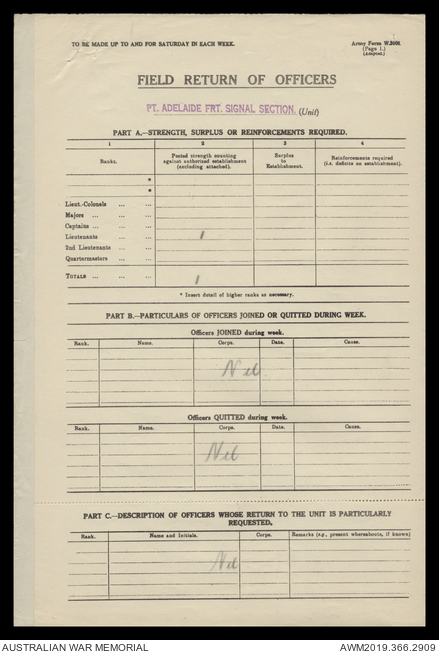 TO BE MADE UP TO AND FOR SATURDAY IN EACH WEEK.
Army Form W.3008.
(Page 1.)
(Adapted.)
FIELD RETURN OF OFFICERS
PT. ADELAIDE FRT. SIGNAL SECTION. (Unit)
PART A.—STRENGTH, SURPLUS OR REINFORCEMENTS REQUIRED.
1 2 3 4
Ranks.
Posted strength counting
against authorized establishment
(excluding attached).
Surplus
to
Establishment.
Reinforcements required
(i.e. deficits on establishment).
*
*
Lieut.-Colonels ... ...
Majors ... ...
Captains ... ...
Lieutenants ... ... 1
2nd Lieutenants ... ...
Quartermasters ... ...
TOTALS ... ... 1
* Insert detail of higher ranks as necessary.
PART B.—PARTICULARS OF OFFICERS JOINED OR QUITTED DURING WEEK.
Officers JOINED during week.
Rank. Name. Corps. Date. Cause.
Nil
Officers QUITTED during week.
Rank. Name. Corps. Date. Cause.
Nil
PART C.—DESCRIPTION OF OFFICERS WHOSE RETURN TO THE UNIT IS PARTICULARLY
REQUESTED.
Rank. Name and Initials. Corps. Remarks (e.g., present whereabouts, if known)
Nil
AUSTRALIAN WAR MEMORIAL AWM2019.366.2909